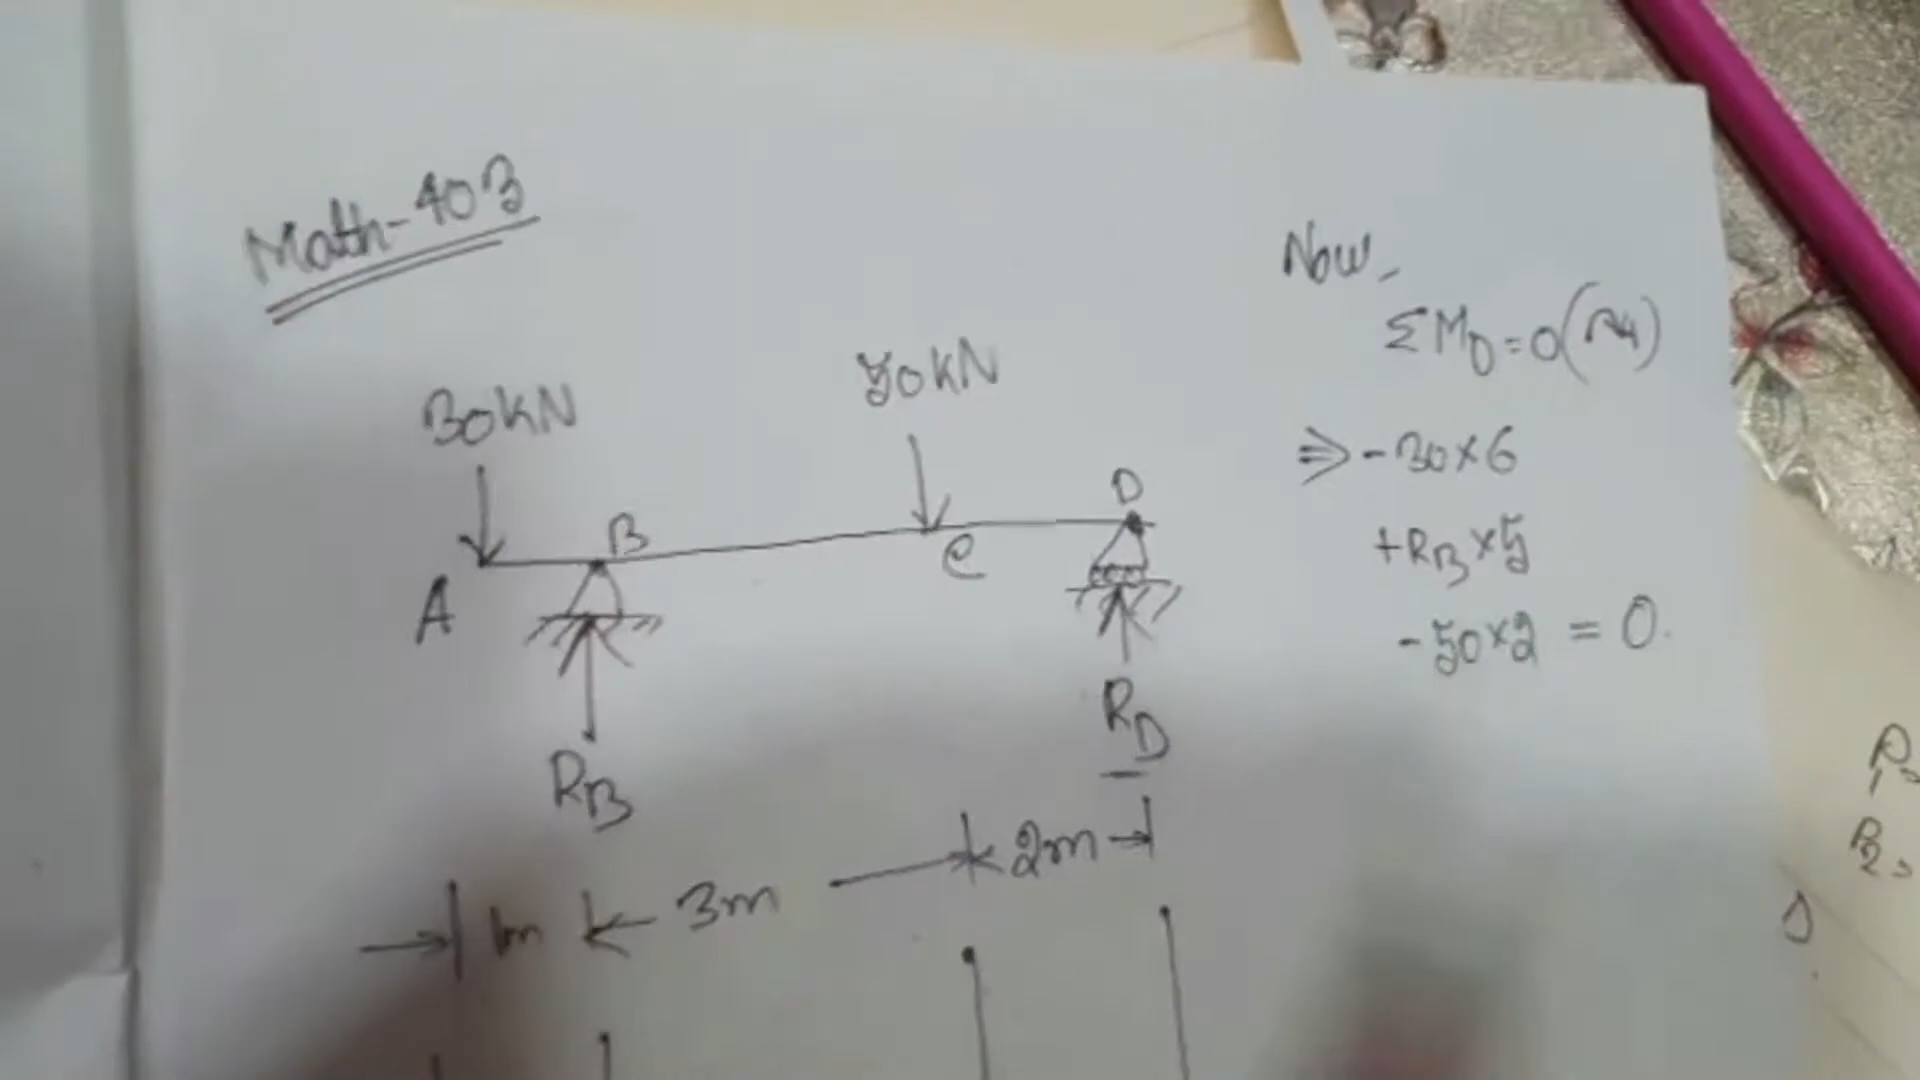 Math-403
30kN
50kN
A
B
C
D
RB
RD
1m
3m
2m
Now,
ΣMD=0
⇒ -30×6
+RB×5
-50×2 = 0.